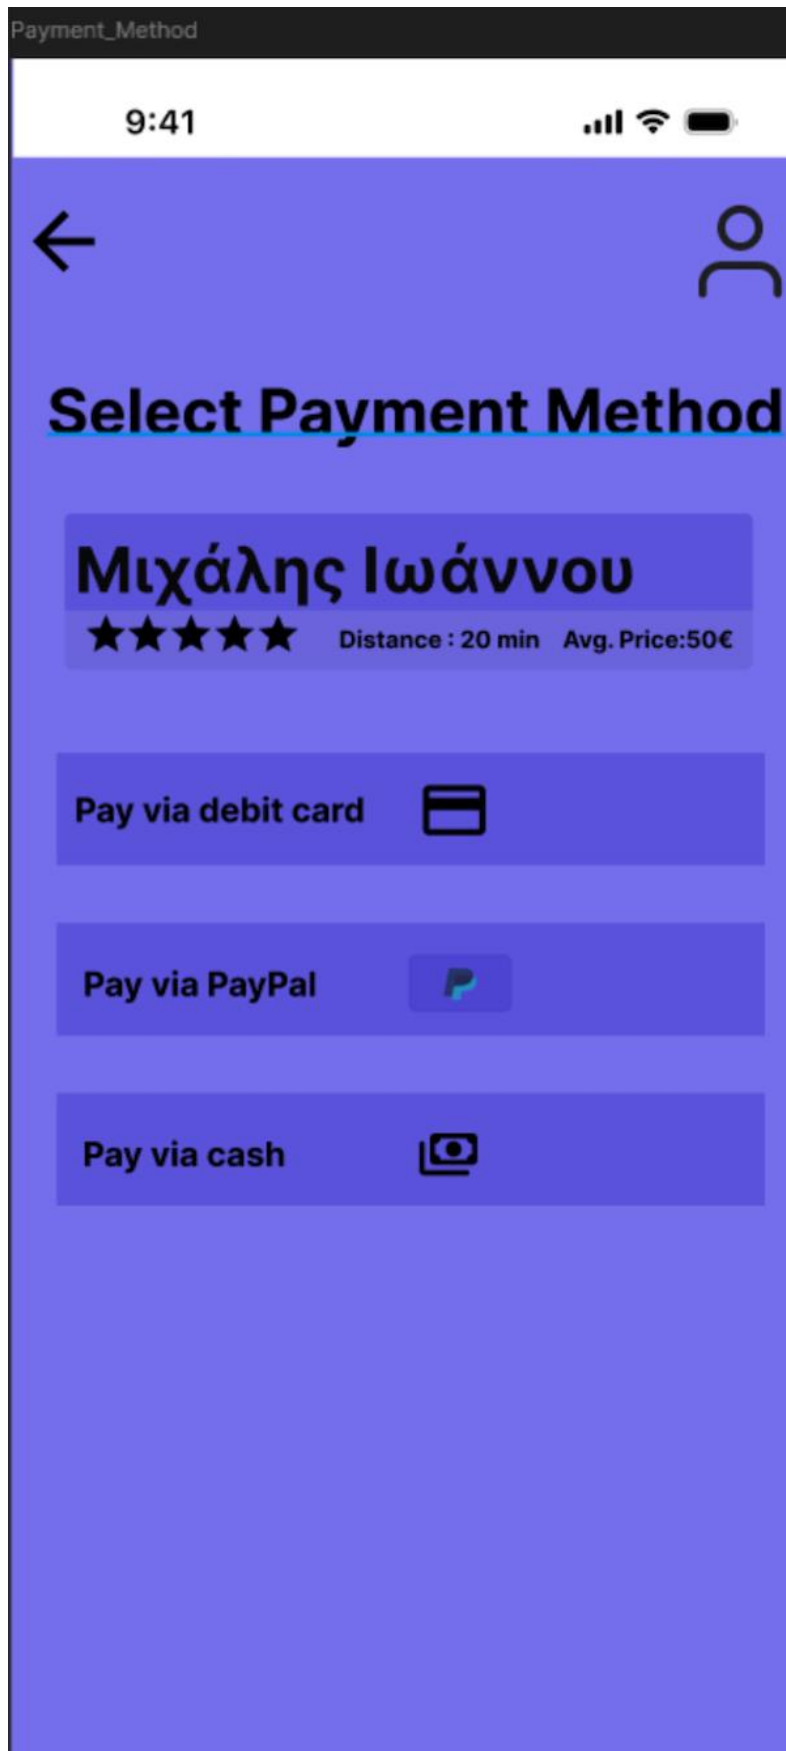 Payment_Method
9:41
Select Payment Method
Μιχάλης Ιωάννου
Distance : 20 min Avg. Price:50€
Pay via debit card
Pay via PayPal
Pay via cash